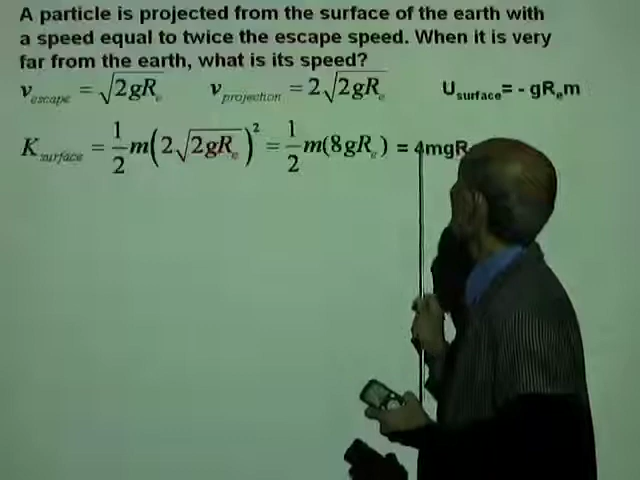 A particle is projected from the surface of the earth with
a speed equal to twice the escape speed. When it is very
far from the earth, what is its speed?
v_escape = √(2gR_e) v_projection = 2√(2gR_e) U_surface = - gR_e m
K_surface = 1/2 m(2√(2gR_e))² = 1/2 m(8gR_e) = 4mgR